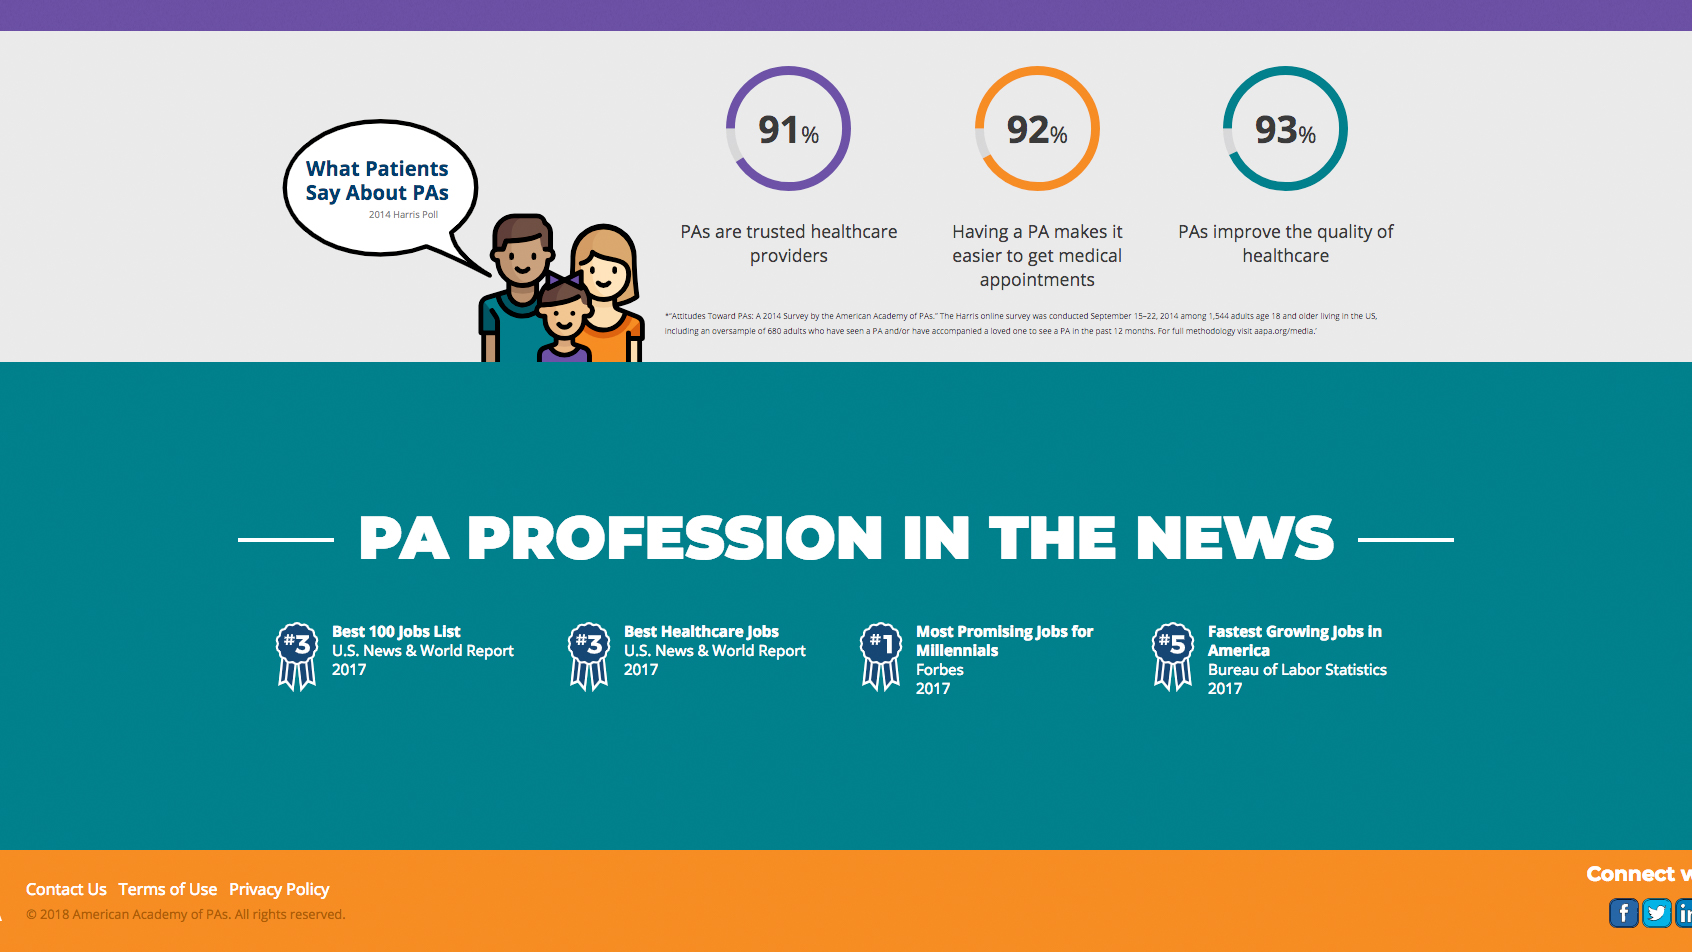 What Patients
Say About PAs
2014 Harris Poll
91%
92%
93%
PAs are trusted healthcare
providers
Having a PA makes it
easier to get medical
appointments
PAs improve the quality of
healthcare
*"Attitudes Toward PAs: A 2014 Survey by the American Academy of PAs." The Harris online survey was conducted September 15–22, 2014 among 1,544 adults age 18 and older living in the US,
including an oversample of 680 adults who have seen a PA and/or have accompanied a loved one to see a PA in the past 12 months. For full methodology visit aapa.org/media.'
PA PROFESSION IN THE NEWS
#3
Best 100 Jobs List
U.S. News & World Report
2017
#3
Best Healthcare Jobs
U.S. News & World Report
2017
#1
Most Promising Jobs for
Millennials
Forbes
2017
#5
Fastest Growing Jobs in
America
Bureau of Labor Statistics
2017
Contact Us Terms of Use Privacy Policy
© 2018 American Academy of PAs. All rights reserved.
Connect w
f
in